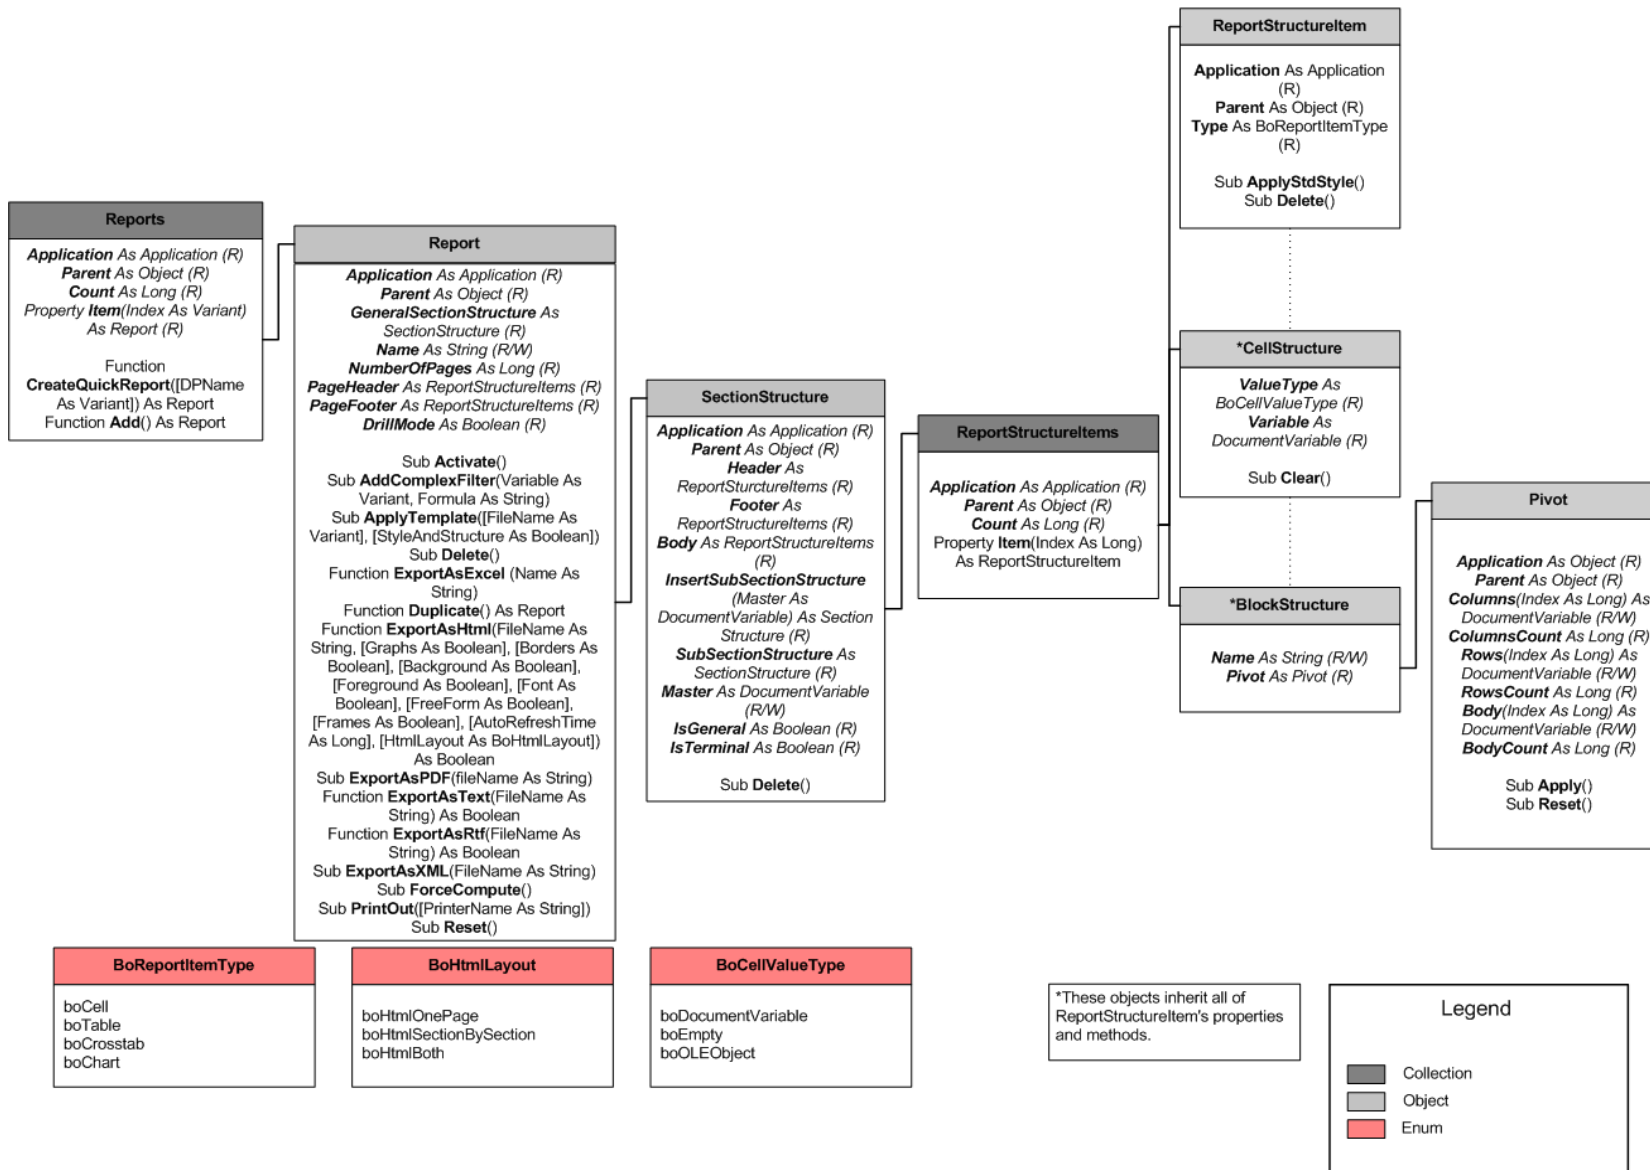 Reports
Application As Application (R)
Parent As Object (R)
Count As Long (R)
Property Item(Index As Variant)
As Report (R)
Function
CreateQuickReport([DPName
As Variant]) As Report
Function Add() As Report
Report
Application As Application (R)
Parent As Object (R)
GeneralSectionStructure As
SectionStructure (R)
Name As String (R/W)
NumberOfPages As Long (R)
PageHeader As ReportStructureItems (R)
PageFooter As ReportStructureItems (R)
DrillMode As Boolean (R)
Sub Activate()
Sub AddComplexFilter(Variable As
Variant, Formula As String)
Sub ApplyTemplate([FileName As
Variant], [StyleAndStructure As Boolean])
Sub Delete()
Function ExportAsExcel (Name As
String)
Function Duplicate() As Report
Function ExportAsHtml(FileName As
String, [Graphs As Boolean], [Borders As
Boolean], [Background As Boolean],
[Foreground As Boolean], [Font As
Boolean], [FreeForm As Boolean],
[Frames As Boolean], [AutoRefreshTime
As Long], [HtmlLayout As BoHtmlLayout])
As Boolean
Sub ExportAsPDF(fileName As String)
Function ExportAsText(FileName As
String) As Boolean
Function ExportAsRtf(FileName As
String) As Boolean
Sub ExportAsXML(FileName As String)
Sub ForceCompute()
Sub PrintOut([PrinterName As String])
Sub Reset()
SectionStructure
Application As Application (R)
Parent As Object (R)
Header As
ReportSturctureItems (R)
Footer As
ReportStructureItems (R)
Body As ReportStructureItems
(R)
InsertSubSectionStructure
(Master As
DocumentVariable) As Section
Structure (R)
SubSectionStructure As
SectionStructure (R)
Master As DocumentVariable
(R/W)
IsGeneral As Boolean (R)
IsTerminal As Boolean (R)
Sub Delete()
ReportStructureItems
Application As Application (R)
Parent As Object (R)
Count As Long (R)
Property Item(Index As Long)
As ReportStructureItem
ReportStructureItem
Application As Application
(R)
Parent As Object (R)
Type As BoReportItemType
(R)
Sub ApplyStdStyle()
Sub Delete()
*CellStructure
ValueType As
BoCellValueType (R)
Variable As
DocumentVariable (R)
Sub Clear()
*BlockStructure
Name As String (R/W)
Pivot As Pivot (R)
Pivot
Application As Object (R)
Parent As Object (R)
Columns(Index As Long) As
DocumentVariable (R/W)
ColumnsCount As Long (R)
Rows(Index As Long) As
DocumentVariable (R/W)
RowsCount As Long (R)
Body(Index As Long) As
DocumentVariable (R/W)
BodyCount As Long (R)
Sub Apply()
Sub Reset()
BoReportItemType
boCell
boTable
boCrosstab
boChart
BoHtmlLayout
boHtmlOnePage
boHtmlSectionBySection
boHtmlBoth
BoCellValueType
boDocumentVariable
boEmpty
boOLEObject
*These objects inherit all of
ReportStructureItem's properties
and methods.
Legend
Collection
Object
Enum